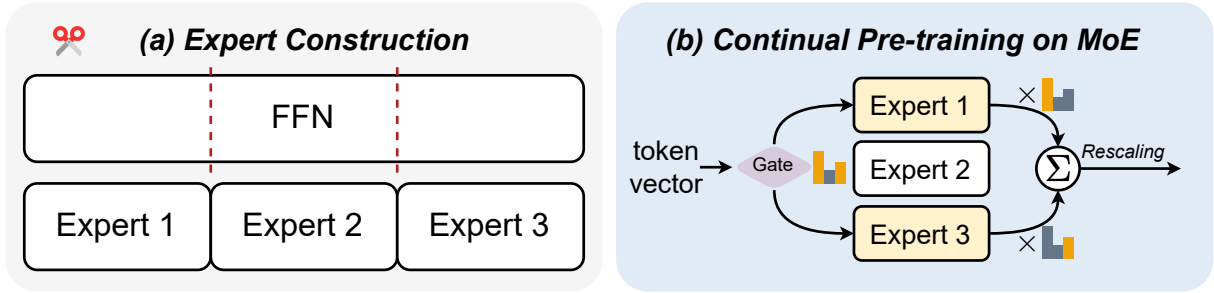 (a) Expert Construction
FFN
Expert 1
Expert 2
Expert 3
(b) Continual Pre-training on MoE
token
vector
Gate
Expert 1
Expert 2
Expert 3
×
×
Σ
Rescaling